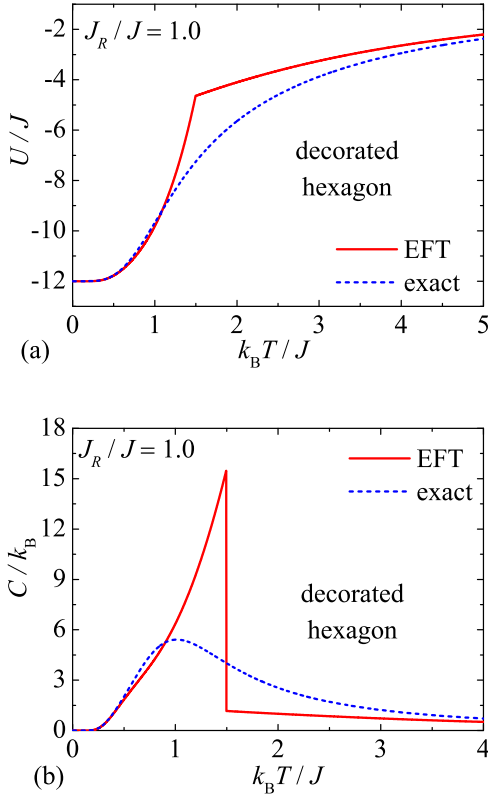 J_R / J = 1.0
-2
-4
-6
-8
-10
-12
U / J
decorated
hexagon
EFT
exact
0 1 2 3 4 5
(a)
k_B T / J
J_R / J = 1.0
18
15
12
9
6
3
0
C / k_B
EFT
exact
decorated
hexagon
0 1 2 3 4
(b)
k_B T / J